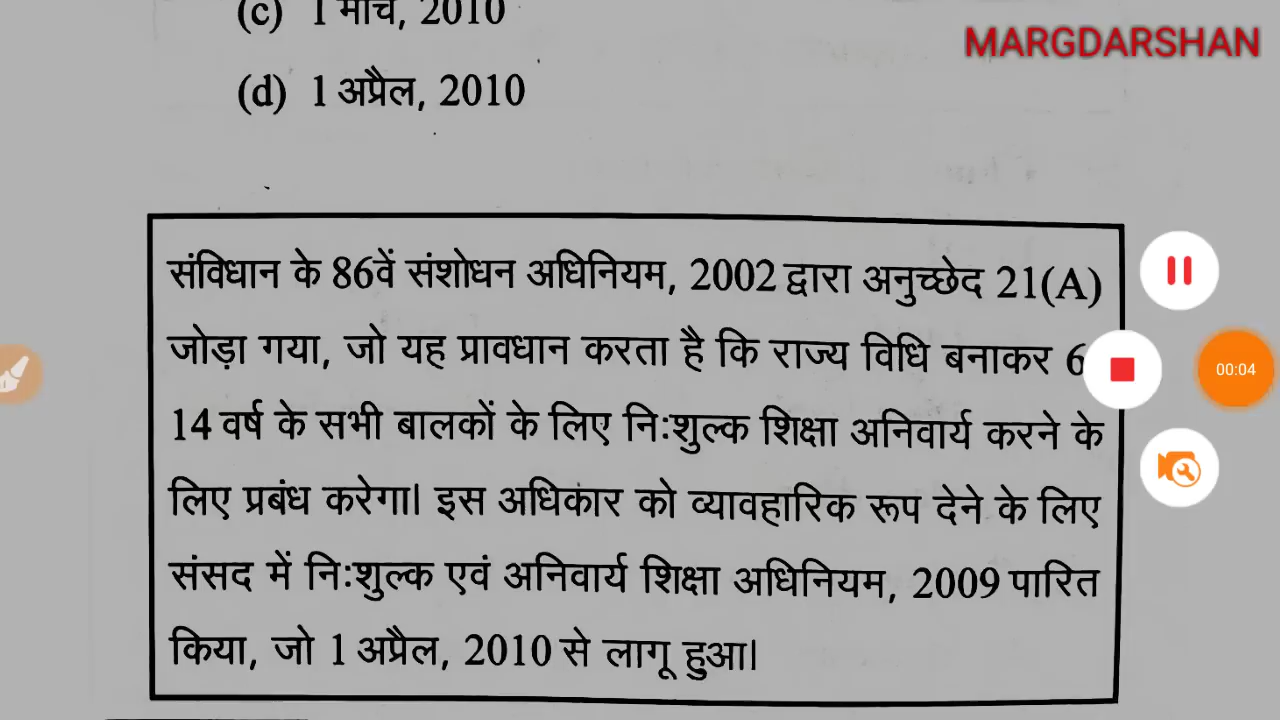 (c) 1 मार्च, 2010
MARGDARSHAN
(d) 1 अप्रैल, 2010
संविधान के 86वें संशोधन अधिनियम, 2002 द्वारा अनुच्छेद 21(A)
जोड़ा गया, जो यह प्रावधान करता है कि राज्य विधि बनाकर 6
14 वर्ष के सभी बालकों के लिए नि:शुल्क शिक्षा अनिवार्य करने के
लिए प्रबंध करेगा। इस अधिकार को व्यावहारिक रूप देने के लिए
संसद में नि:शुल्क एवं अनिवार्य शिक्षा अधिनियम, 2009 पारित
किया, जो 1 अप्रैल, 2010 से लागू हुआ।
00:04